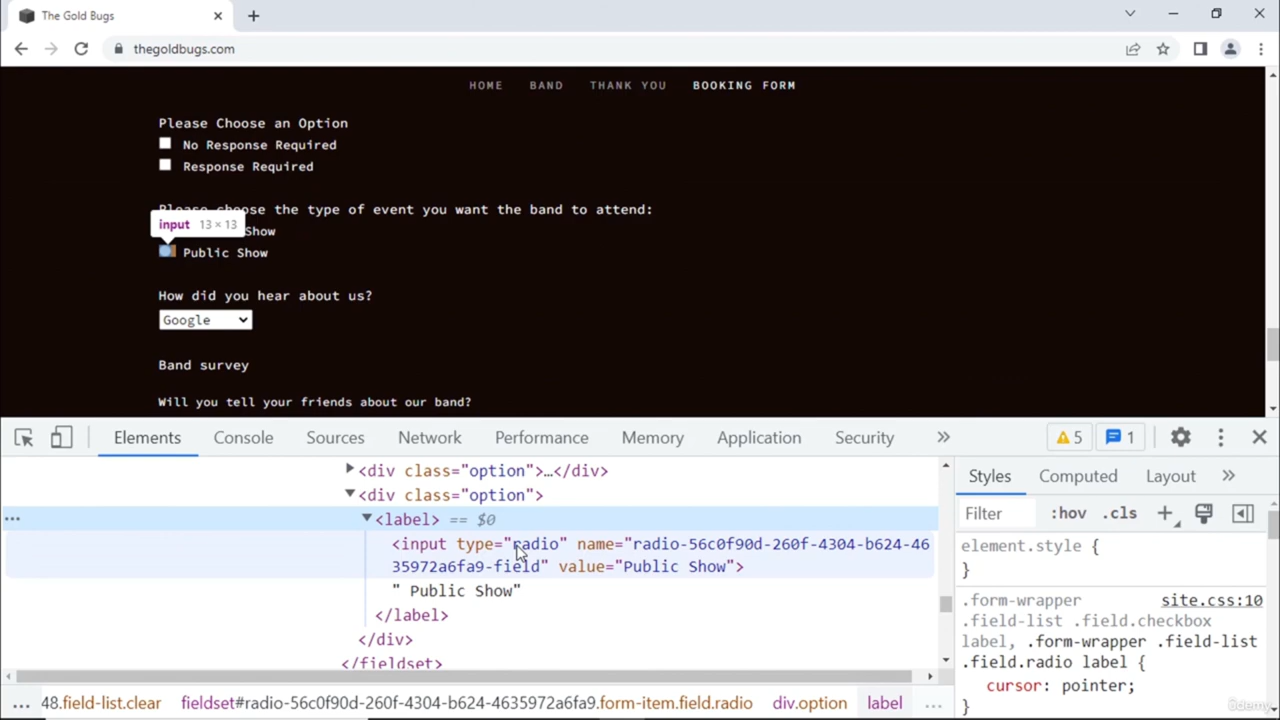 The Gold Bugs
thegoldbugs.com
HOME BAND THANK YOU BOOKING FORM
Please Choose an Option
No Response Required
Response Required
Please choose the type of event you want the band to attend:
input 13 × 13
Show
Public Show
How did you hear about us?
Google
Band survey
Will you tell your friends about our band?
Elements Console Sources Network Performance Memory Application Security » 5 1
<div class="option">…</div>
<div class="option">
<label> == $0
<input type="radio" name="radio-56c0f90d-260f-4304-b624-46
35972a6fa9-field" value="Public Show">
" Public Show"
</label>
</div>
</fieldset>
... 48.field-list.clear fieldset#radio-56c0f90d-260f-4304-b624-4635972a6fa9.form-item.field.radio div.option label ...
Styles Computed Layout »
Filter :hov .cls
element.style {
}
.form-wrapper site.css:10
.field-list .field.checkbox
label, .form-wrapper .field-list
.field.radio label {
cursor: pointer;
}
ûdemy